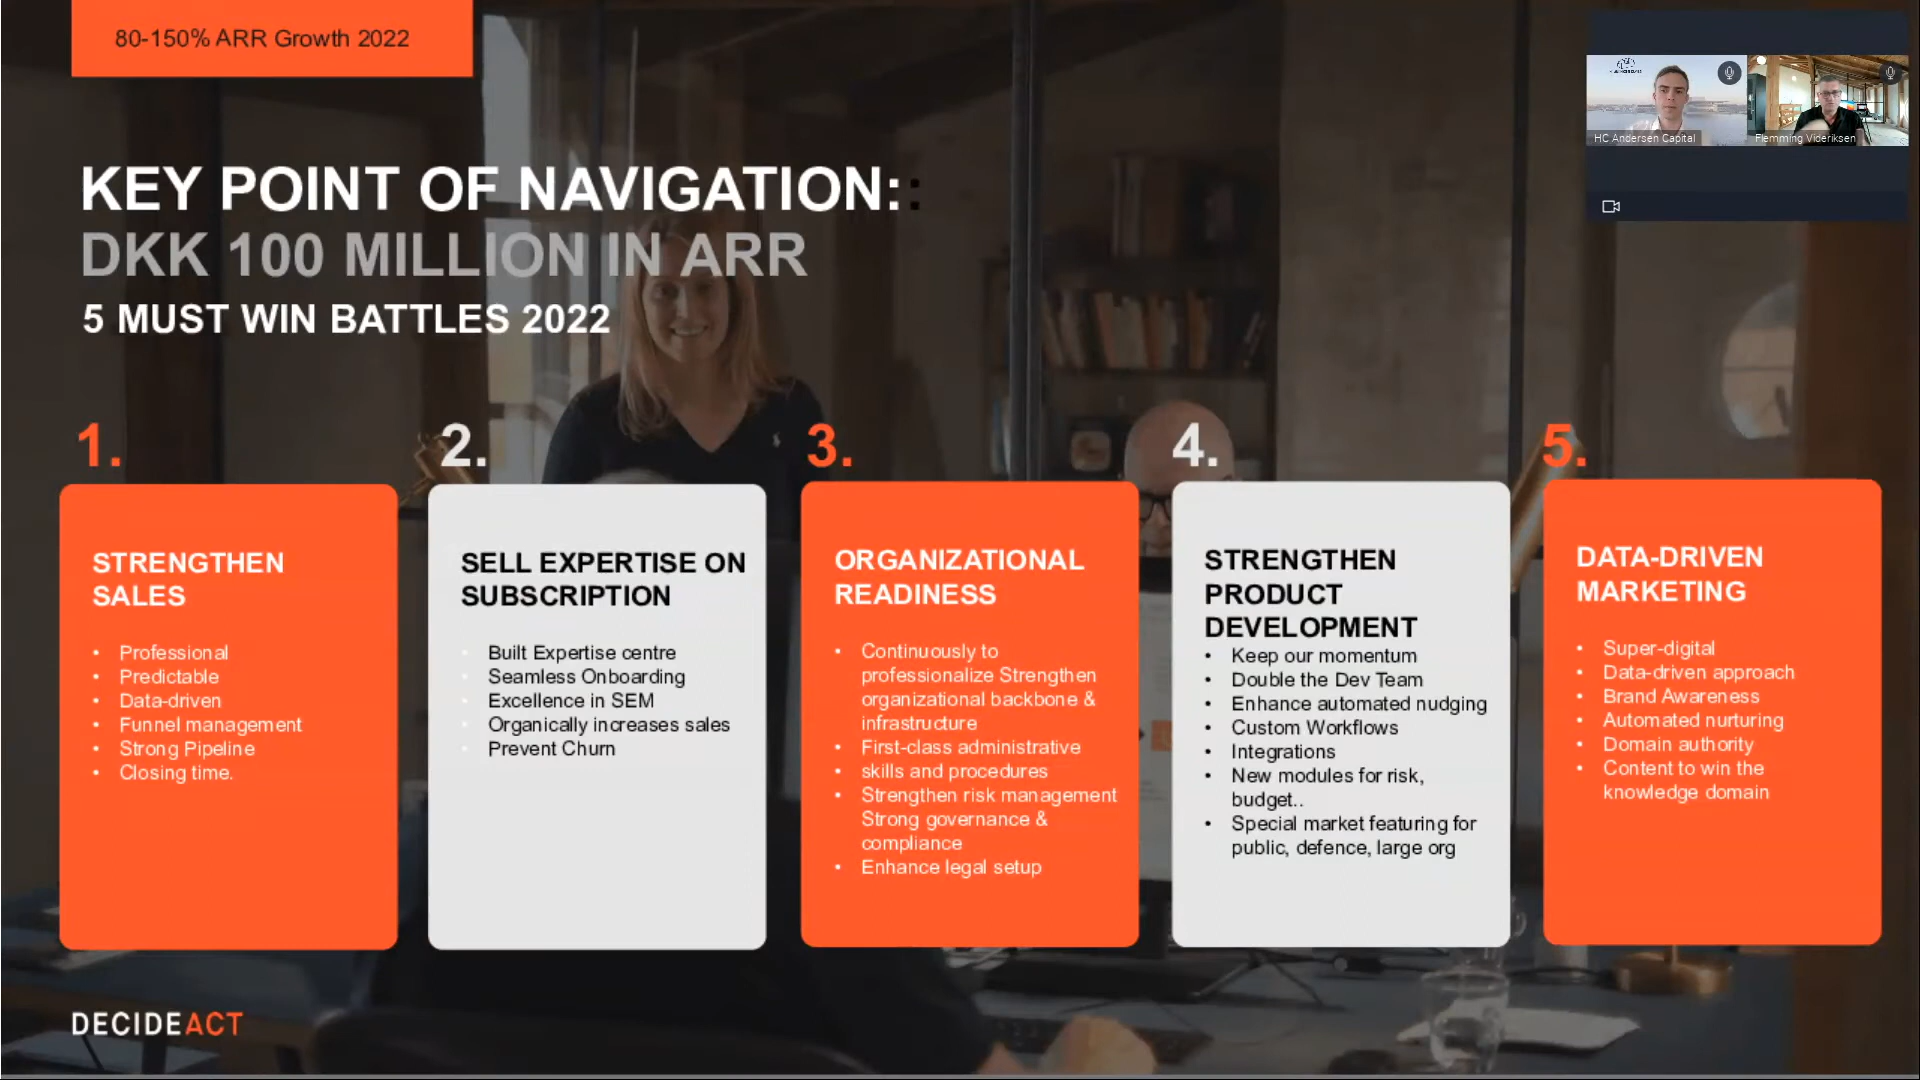 80-150% ARR Growth 2022
HC Andersen Capital
Flemming Videriksen
KEY POINT OF NAVIGATION::
DKK 100 MILLION IN ARR
5 MUST WIN BATTLES 2022
1.
STRENGTHEN
SALES
• Professional
• Predictable
• Data-driven
• Funnel management
• Strong Pipeline
• Closing time.
2.
SELL EXPERTISE ON
SUBSCRIPTION
• Built Expertise centre
• Seamless Onboarding
• Excellence in SEM
• Organically increases sales
• Prevent Churn
3.
ORGANIZATIONAL
READINESS
• Continuously to
professionalize Strengthen
organizational backbone &
infrastructure
• First-class administrative
• skills and procedures
• Strengthen risk management
Strong governance &
compliance
• Enhance legal setup
4.
STRENGTHEN
PRODUCT
DEVELOPMENT
• Keep our momentum
• Double the Dev Team
• Enhance automated nudging
• Custom Workflows
• Integrations
• New modules for risk,
budget..
• Special market featuring for
public, defence, large org
5.
DATA-DRIVEN
MARKETING
• Super-digital
• Data-driven approach
• Brand Awareness
• Automated nurturing
• Domain authority
• Content to win the
knowledge domain
DECIDEACT